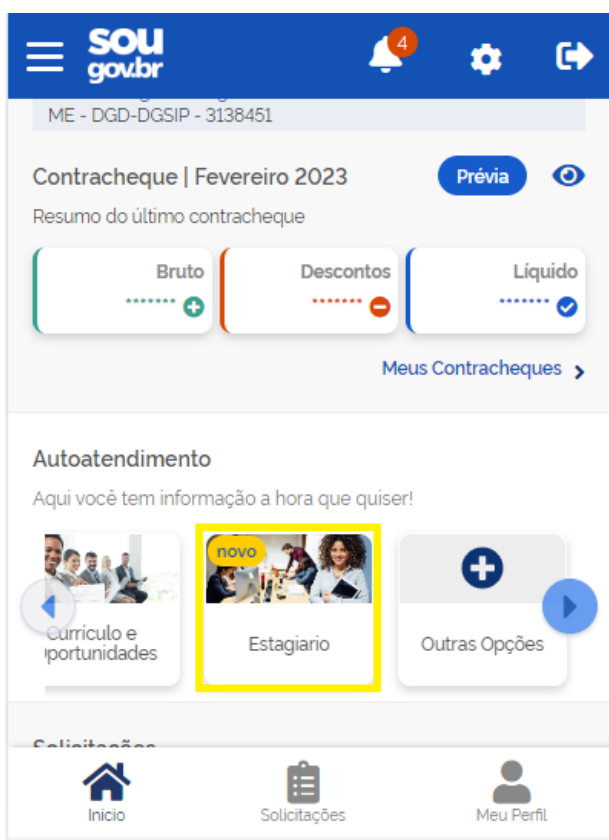 sou
gov.br
4
ME - DGD-DGSIP - 3138451
Contracheque | Fevereiro 2023
Prévia
Resumo do último contracheque
Bruto
*******
Descontos
*******
Líquido
*******
Meus Contracheques
Autoatendimento
Aqui você tem informação a hora que quiser!
Currículo e
portunidades
novo
Estagiario
Outras Opções
Solicitações
Início
Solicitações
Meu Perfil